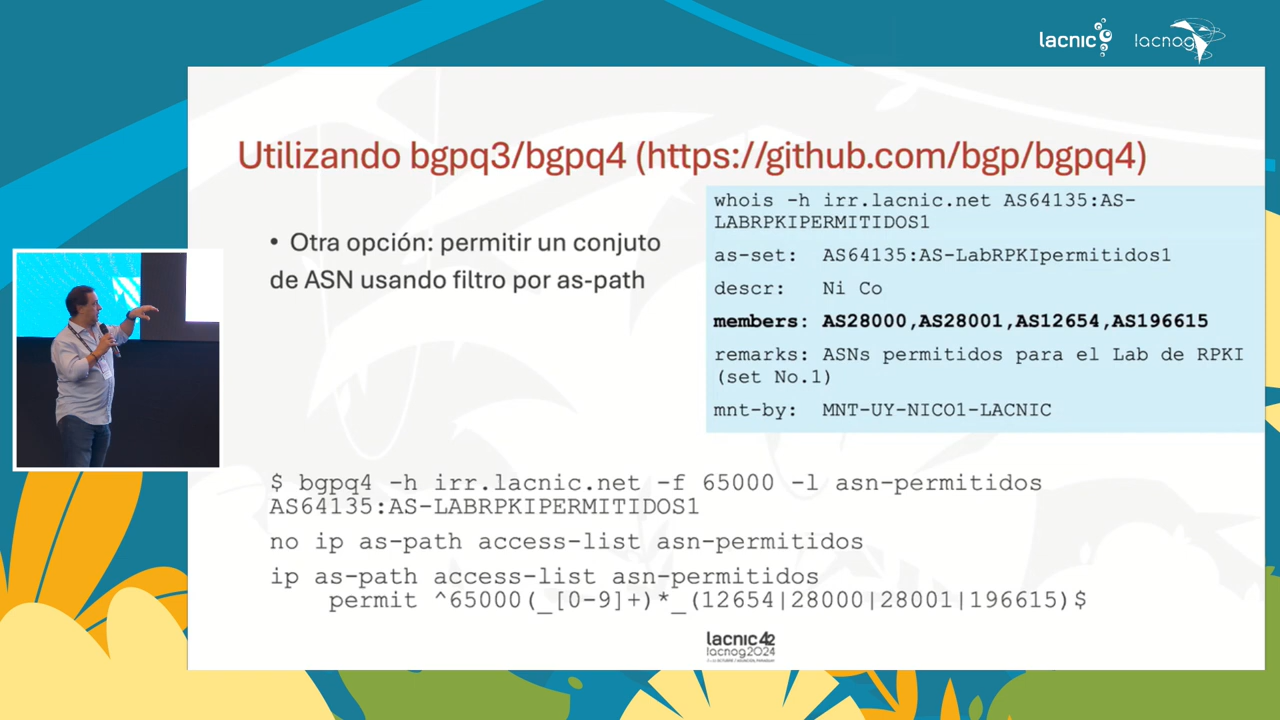 lacnic
lacnog
Utilizando bgpq3/bgpq4 (https://github.com/bgp/bgpq4)
• Otra opción: permitir un conjuto
de ASN usando filtro por as-path
whois -h irr.lacnic.net AS64135:AS-
LABRPKIPERMITIDOS1
as-set: AS64135:AS-LabRPKIpermitidos1
descr: Ni Co
members: AS28000,AS28001,AS12654,AS196615
remarks: ASNs permitidos para el Lab de RPKI
(set No.1)
mnt-by: MNT-UY-NICO1-LACNIC
$ bgpq4 -h irr.lacnic.net -f 65000 -l asn-permitidos
AS64135:AS-LABRPKIPERMITIDOS1
no ip as-path access-list asn-permitidos
ip as-path access-list asn-permitidos
permit ^65000(_[0-9]+)*_(12654|28000|28001|196615)$
lacnic42
lacnog2024